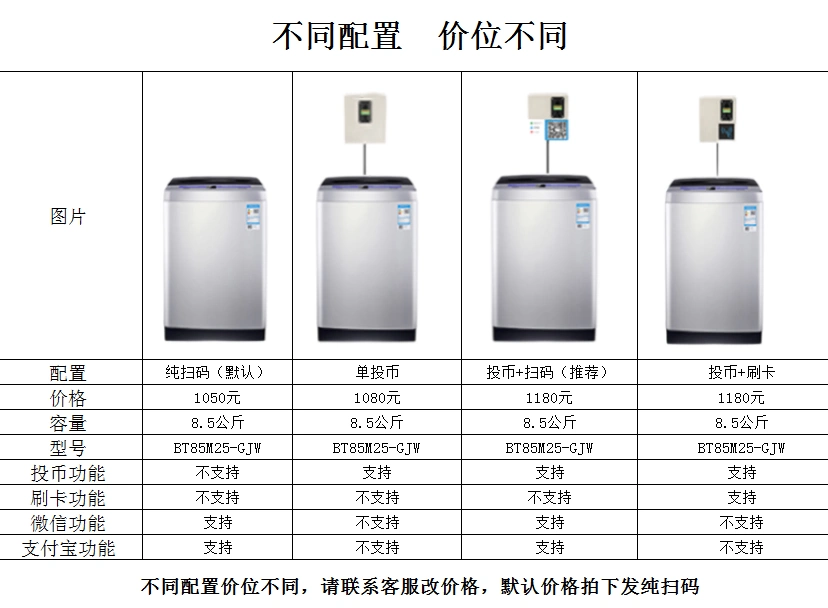 不同配置 价位不同
图片
配置 纯扫码（默认） 单投币 投币+扫码（推荐） 投币+刷卡
价格 1050元 1080元 1180元 1180元
容量 8.5公斤 8.5公斤 8.5公斤 8.5公斤
型号 BT85M25-GJW BT85M25-GJW BT85M25-GJW BT85M25-GJW
投币功能 不支持 支持 支持 支持
刷卡功能 不支持 不支持 不支持 支持
微信功能 支持 不支持 支持 不支持
支付宝功能 支持 不支持 支持 不支持
不同配置价位不同，请联系客服改价格，默认价格拍下发纯扫码